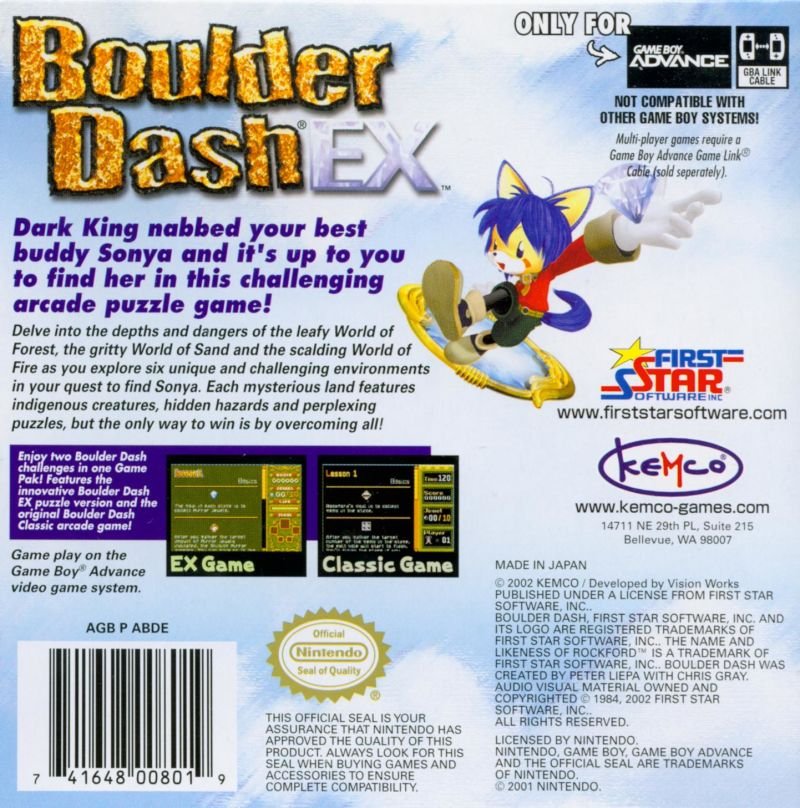 Boulder
Dash® EX™
ONLY FOR
GAME BOY ADVANCE
GBA LINK
CABLE
NOT COMPATIBLE WITH
OTHER GAME BOY SYSTEMS!
Multi-player games require a
Game Boy Advance Game Link®
Cable (sold seperately).
Dark King nabbed your best
buddy Sonya and it's up to you
to find her in this challenging
arcade puzzle game!
Delve into the depths and dangers of the leafy World of
Forest, the gritty World of Sand and the scalding World of
Fire as you explore six unique and challenging environments
in your quest to find Sonya. Each mysterious land features
indigenous creatures, hidden hazards and perplexing
puzzles, but the only way to win is by overcoming all!
FIRST
STAR®
SOFTWARE INC
www.firststarsoftware.com
Enjoy two Boulder Dash
challenges in one Game
Pak! Features the
innovative Boulder Dash
EX puzzle version and the
original Boulder Dash
Classic arcade game!
Basics
EX Game
Lesson 1
Basics
Time 120
Score
000000
Jewel
00/10
Player
01
Classic Game
KEMCO®
www.kemco-games.com
14711 NE 29th PL, Suite 215
Bellevue, WA 98007
Game play on the
Game Boy® Advance
video game system.
AGB P ABDE
7 41648 00801 9
Official
Nintendo
Seal of Quality
®
THIS OFFICIAL SEAL IS YOUR
ASSURANCE THAT NINTENDO HAS
APPROVED THE QUALITY OF THIS
PRODUCT. ALWAYS LOOK FOR THIS
SEAL WHEN BUYING GAMES AND
ACCESSORIES TO ENSURE
COMPLETE COMPATIBILITY.
MADE IN JAPAN
© 2002 KEMCO / Developed by Vision Works
PUBLISHED UNDER A LICENSE FROM FIRST STAR
SOFTWARE, INC..
BOULDER DASH, FIRST STAR SOFTWARE, INC. AND
ITS LOGO ARE REGISTERED TRADEMARKS OF
FIRST STAR SOFTWARE, INC.. THE NAME AND
LIKENESS OF ROCKFORD™ IS A TRADEMARK OF
FIRST STAR SOFTWARE, INC.. BOULDER DASH WAS
CREATED BY PETER LIEPA WITH CHRIS GRAY.
AUDIO VISUAL MATERIAL OWNED AND
COPYRIGHTED © 1984, 2002 FIRST STAR
SOFTWARE, INC..
ALL RIGHTS RESERVED.
LICENSED BY NINTENDO.
NINTENDO, GAME BOY, GAME BOY ADVANCE
AND THE OFFICIAL SEAL ARE TRADEMARKS
OF NINTENDO.
© 2001 NINTENDO.